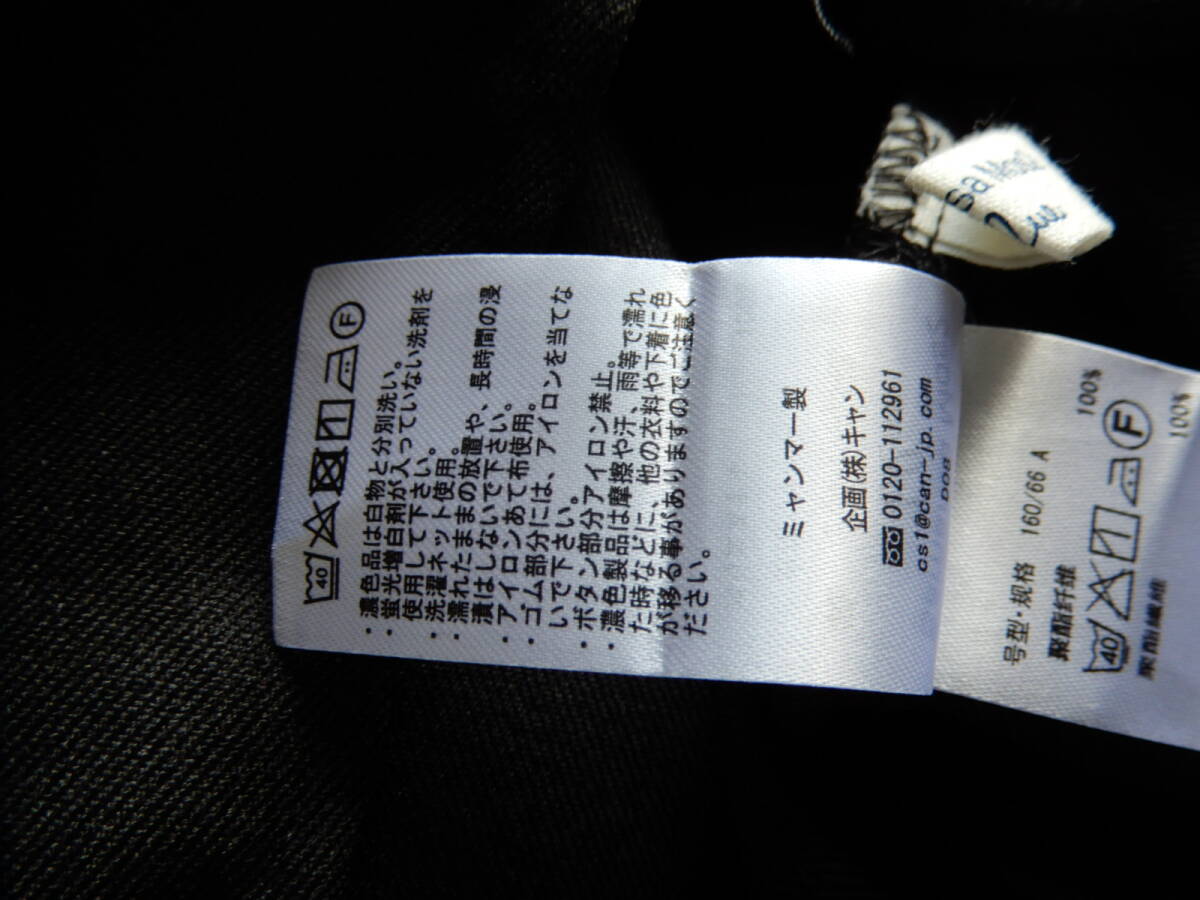 ・濃色品は白物と分別洗い。
・蛍光増白剤が入っていない洗剤を
使用して下さい。
・洗濯ネット使用。
・濡れたままの放置や、長時間の浸
漬はしないで下さい。
・アイロンあて布使用。
・ゴム部分には、アイロンを当てな
いで下さい。
・ボタン部分アイロン禁止。
・濃色製品は摩擦や汗、雨等で濡れ
た時などに、他の衣料や下着に色
が移る事がありますのでご注意く
ださい。
40
F
ミャンマー製
企画(株)キャン
0120-112961
cs1@can-jp.com
sa Moo
号型·规格 160/66 A
聚酯纤维 100%
40
F
聚酯纖維 100%